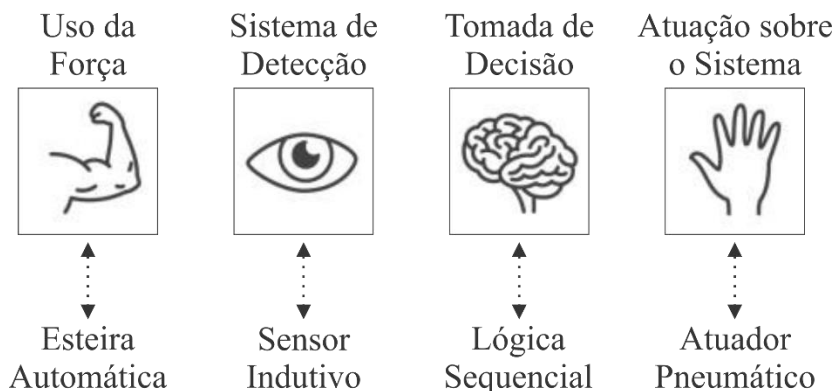 Uso da
Força
Sistema de
Detecção
Tomada de
Decisão
Atuação sobre
o Sistema
Esteira
Automática
Sensor
Indutivo
Lógica
Sequencial
Atuador
Pneumático